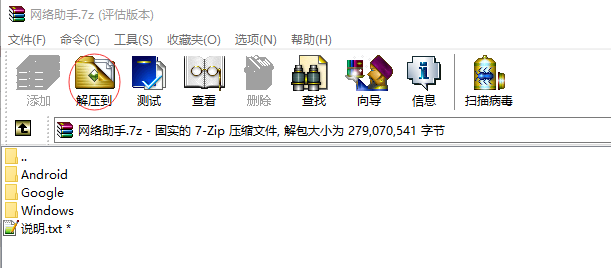 网络助手.7z (评估版本)
文件(F) 命令(C) 工具(S) 收藏夹(O) 选项(N) 帮助(H)
添加 解压到 测试 查看 删除 查找 向导 信息 扫描病毒
网络助手.7z - 固实的 7-Zip 压缩文件, 解包大小为 279,070,541 字节
..
Android
Google
Windows
说明.txt *